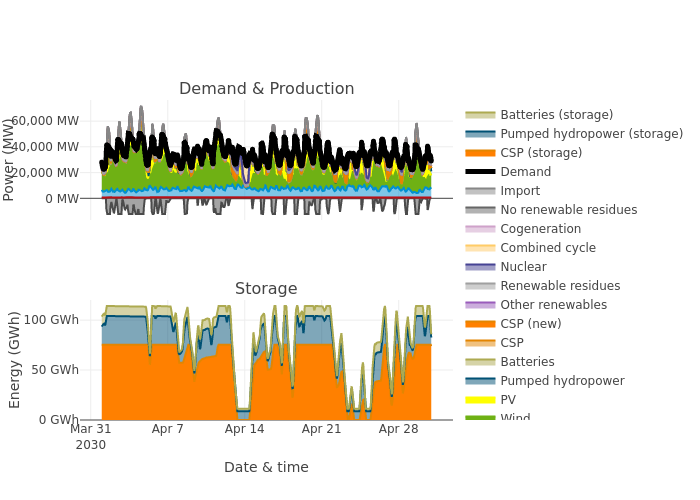 Demand & Production
Power (MW)
60,000 MW
40,000 MW
20,000 MW
0 MW
Storage
Energy (GWh)
100 GWh
50 GWh
0 GWh
Mar 31
2030
Apr 7
Apr 14
Apr 21
Apr 28
Date & time
Batteries (storage)
Pumped hydropower (storage)
CSP (storage)
Demand
Import
No renewable residues
Cogeneration
Combined cycle
Nuclear
Renewable residues
Other renewables
CSP (new)
CSP
Batteries
Pumped hydropower
PV
Wind